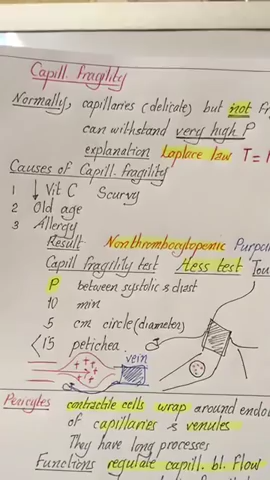 Capill. fragility
Normally, capillaries (delicate) but not fr
can withstand very high P
explanation Laplace law T =
Causes of Capill. fragility
1 ↓ Vit C Scurvy
2 Old age
3 Allergy
Result Nonthrombocytopenic Purpu
Capill fragility test Hess test Tou
P between systolic & diast
10 min
5 cm circle (diameter)
<15 petichea
vein
+ + + + + + +
Pericytes contractile cells wrap around endo
of capillaries & venules
They have long processes
Functions regulate capill. bl. flow